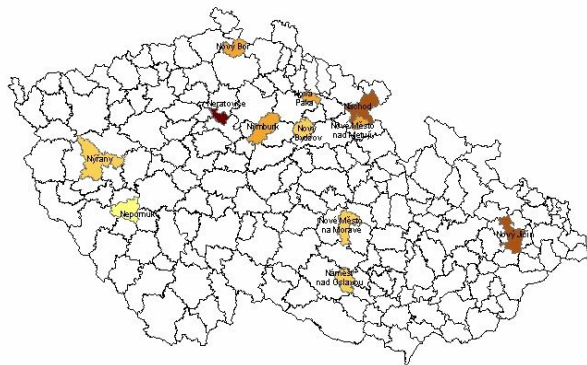 Nový Bor
Neratovice
Nová
Paka
Náchod
Nymburk
Nový
Bydžov
Nové Město
nad Metují
Nýřany
Nepomuk
Nové Město
na Moravě
Nový Jičín
Náměšť
nad Oslavou